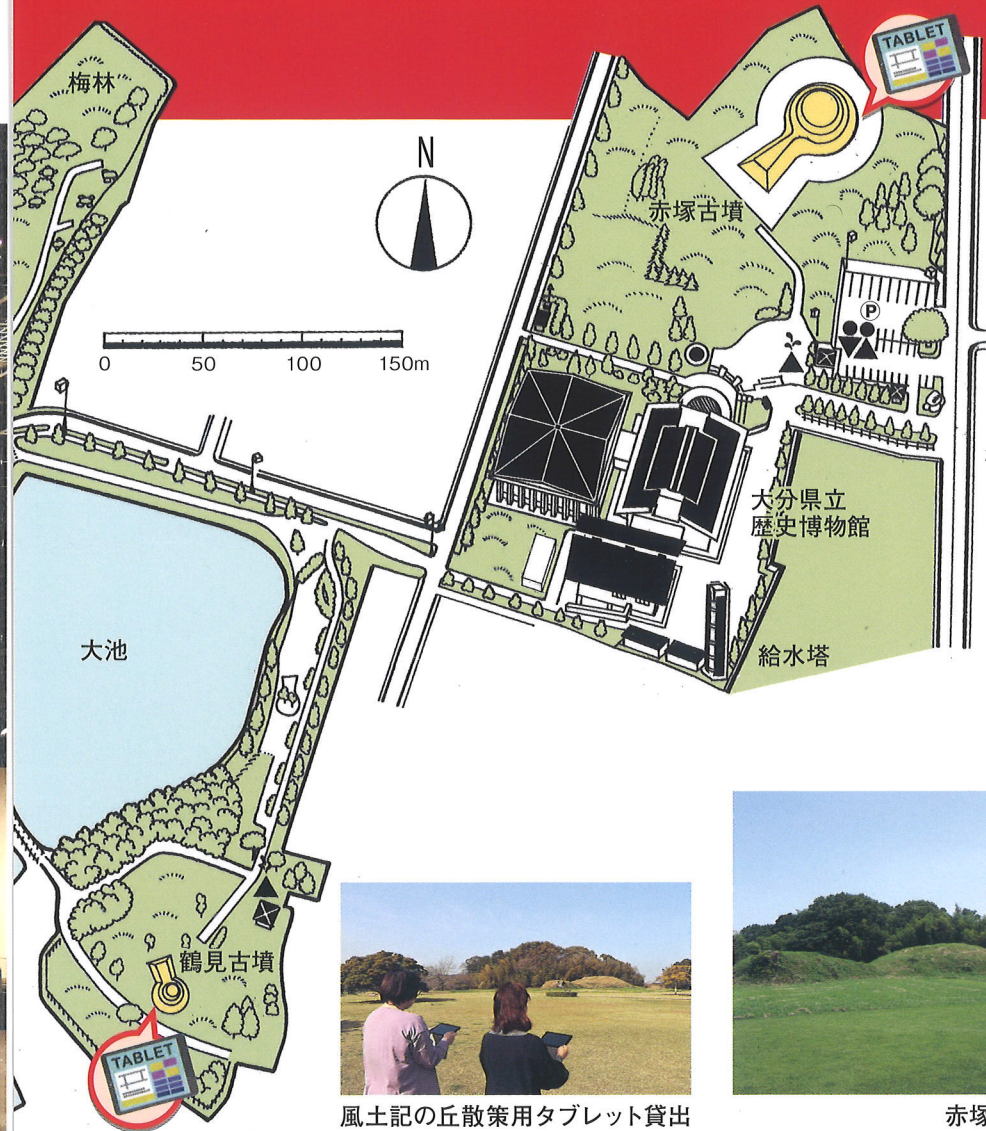 梅林
TABLET
N
赤塚古墳
P
0 50 100 150m
大分県立
歴史博物館
大池
給水塔
鶴見古墳
TABLET
風土記の丘散策用タブレット貸出
赤塚